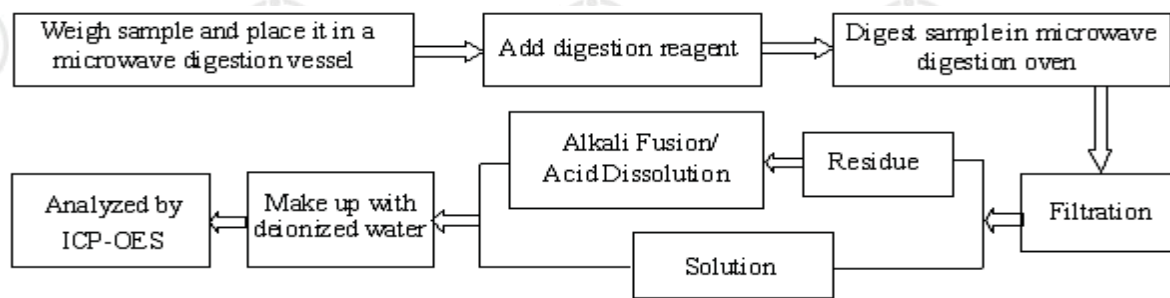 Weigh sample and place it in a
microwave digestion vessel
Add digestion reagent
Digest sample in microwave
digestion oven
Filtration
Residue
Solution
Alkali Fusion/
Acid Dissolution
Make up with
deionized water
Analyzed by
ICP-OES